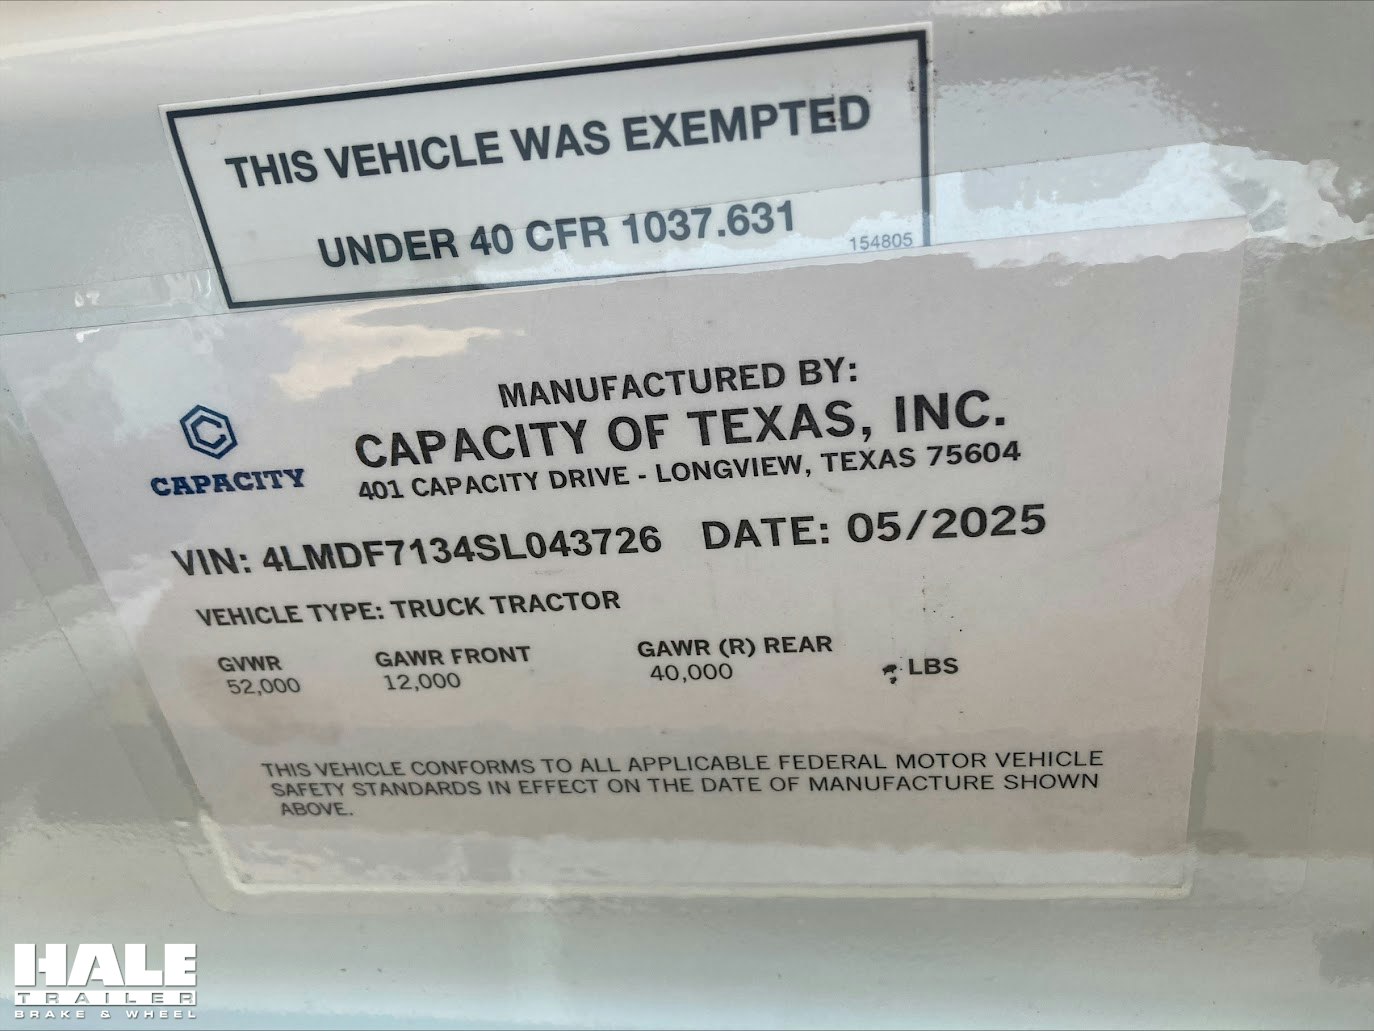 THIS VEHICLE WAS EXEMPTED
UNDER 40 CFR 1037.631
154805
MANUFACTURED BY:
CAPACITY OF TEXAS, INC.
401 CAPACITY DRIVE - LONGVIEW, TEXAS 75604
CAPACITY
VIN: 4LMDF7134SL043726 DATE: 05/2025
VEHICLE TYPE: TRUCK TRACTOR
GVWR GAWR FRONT GAWR (R) REAR
52,000 12,000 40,000 LBS
THIS VEHICLE CONFORMS TO ALL APPLICABLE FEDERAL MOTOR VEHICLE
SAFETY STANDARDS IN EFFECT ON THE DATE OF MANUFACTURE SHOWN
ABOVE.
HALE
TRAILER
BRAKE & WHEEL